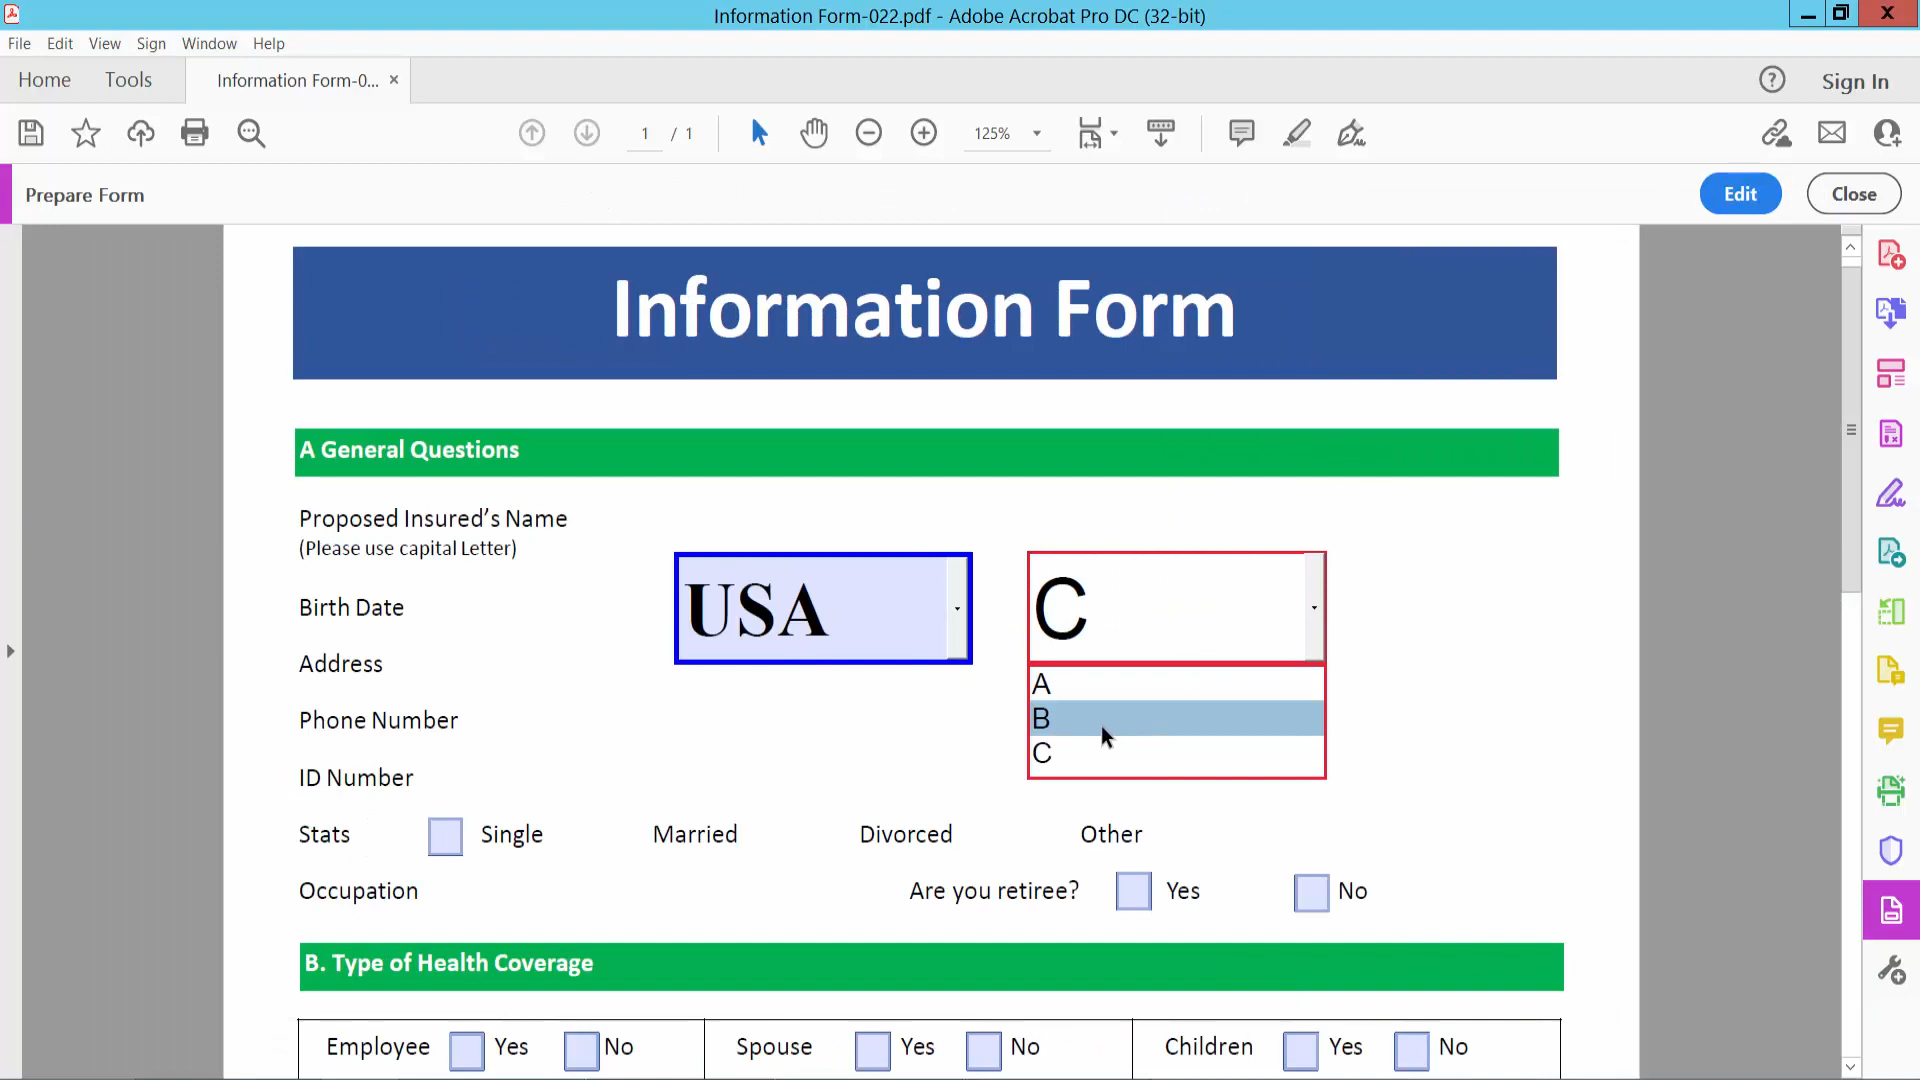 Information Form-022.pdf - Adobe Acrobat Pro DC (32-bit)
File Edit View Sign Window Help
Home Tools Information Form-0... × Sign In
1 / 1 125%
Prepare Form Edit Close
Information Form
A General Questions
Proposed Insured’s Name
(Please use capital Letter)
Birth Date USA C
Address
A
Phone Number B
C
ID Number
Stats Single Married Divorced Other
Occupation Are you retiree? Yes No
B. Type of Health Coverage
Employee Yes No Spouse Yes No Children Yes No